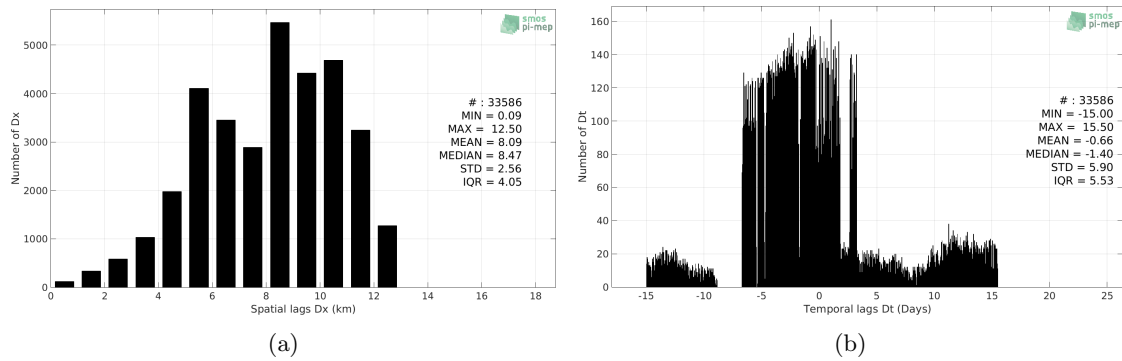 smos
pi-mep
5000
4000
3000
2000
1000
0
Number of Dx
# : 33586
MIN = 0.09
MAX = 12.50
MEAN = 8.09
MEDIAN = 8.47
STD = 2.56
IQR = 4.05
0 2 4 6 8 10 12 14 16 18
Spatial lags Dx (km)
(a)
smos
pi-mep
160
140
120
100
80
60
40
20
0
Number of Dt
# : 33586
MIN = -15.00
MAX = 15.50
MEAN = -0.66
MEDIAN = -1.40
STD = 5.90
IQR = 5.53
-15 -10 -5 0 5 10 15 20 25
Temporal lags Dt (Days)
(b)